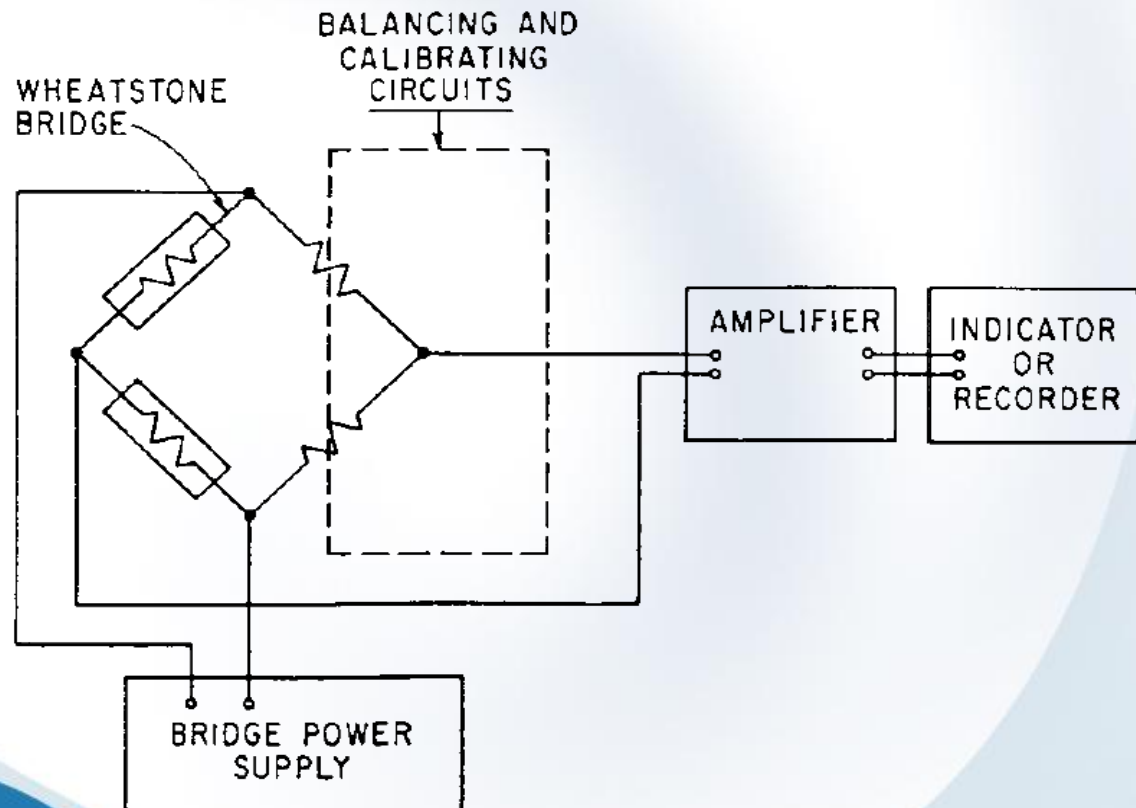 BALANCING AND
CALIBRATING
CIRCUITS
WHEATSTONE
BRIDGE
AMPLIFIER
INDICATOR
OR
RECORDER
BRIDGE POWER
SUPPLY